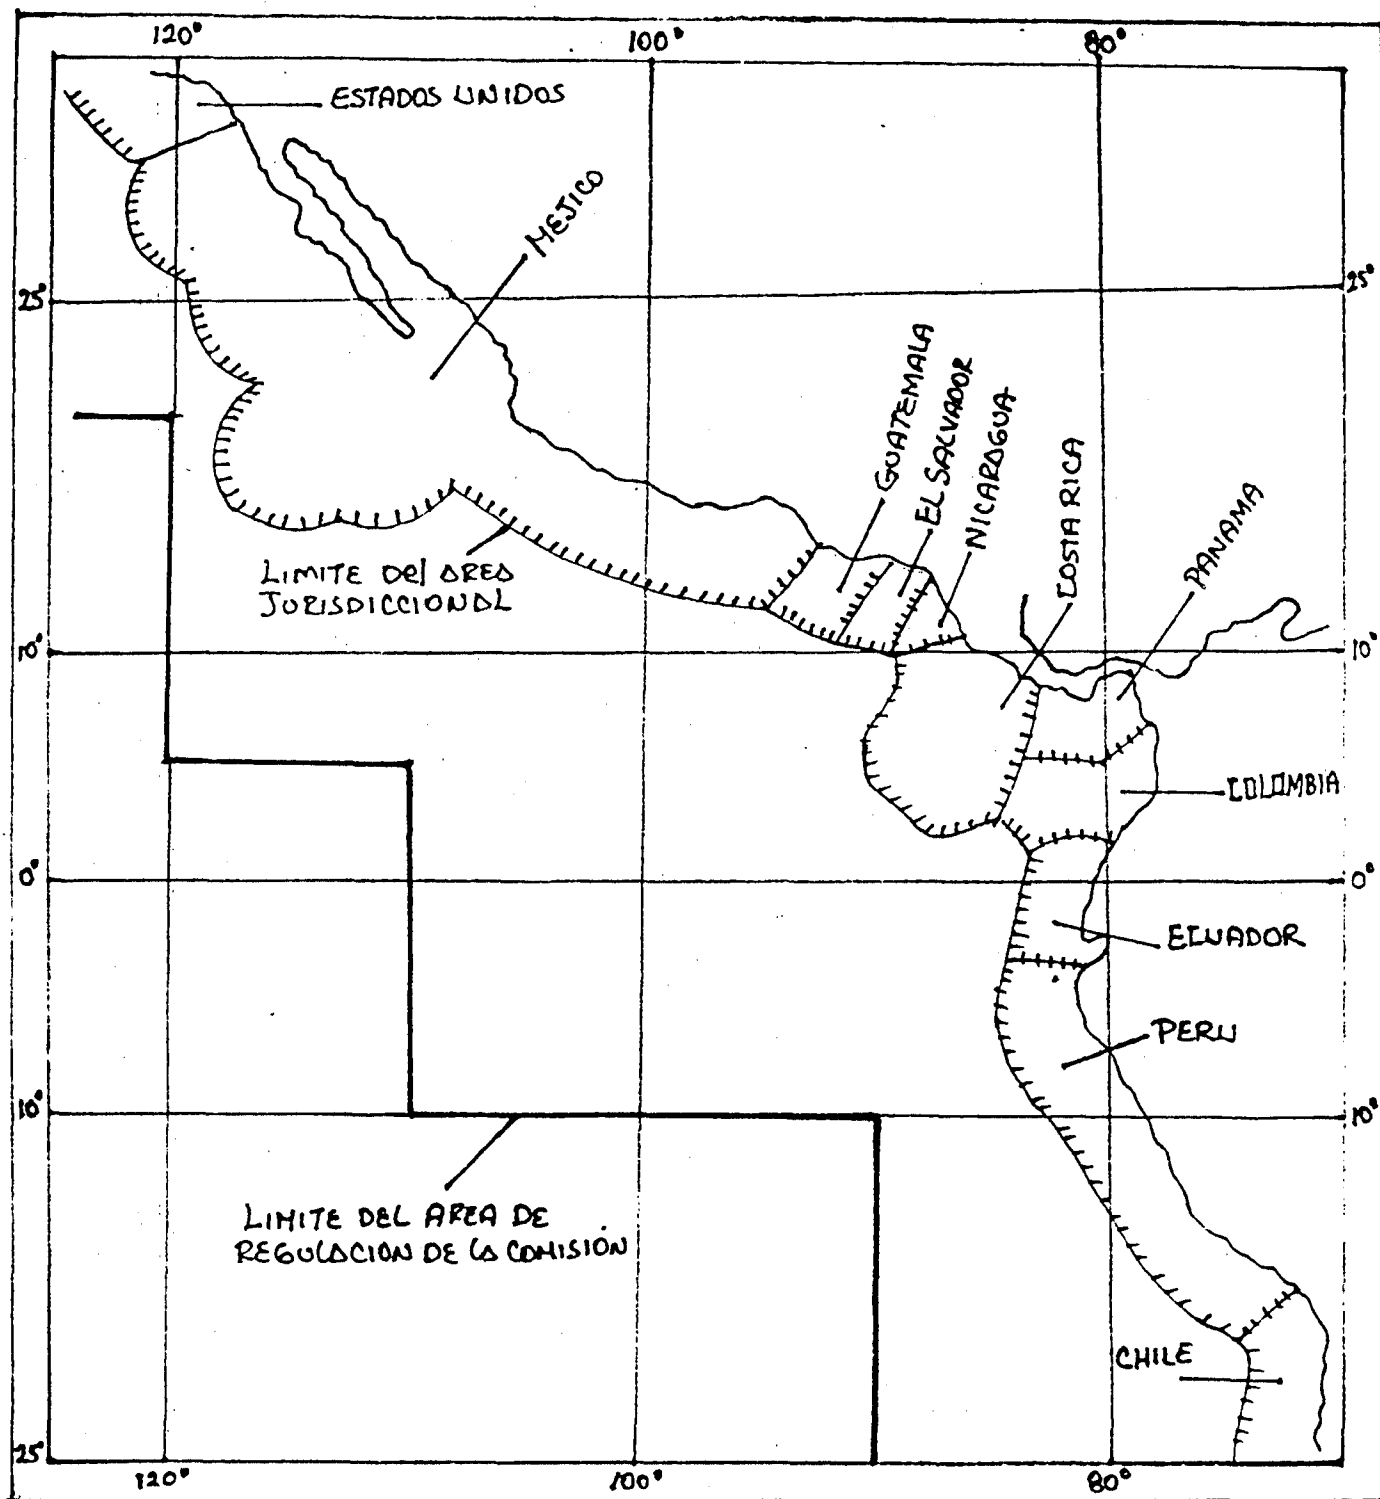 120°
100°
80°
ESTADOS UNIDOS
MEJICO
25°
25°
GUATEMALA
EL SALVADOR
NICARAGUA
COSTA RICA
PANAMA
LIMITE DEL AREA
JURISDICCIONAL
10°
10°
COLOMBIA
0°
0°
ECUADOR
PERU
10°
10°
LIMITE DEL AREA DE
REGULACION DE LA COMISIÓN
CHILE
25°
120°
100°
80°